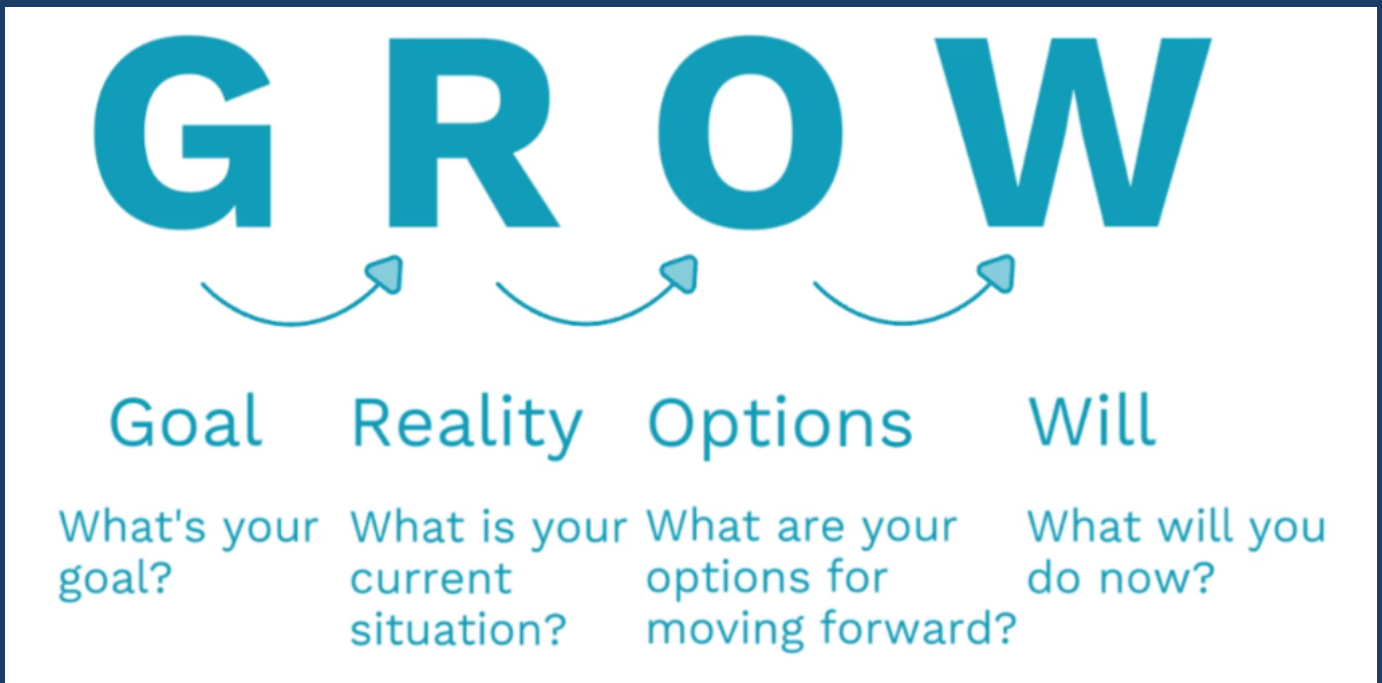 GROW
Goal
Reality
Options
Will
What's your
goal?
What is your
current
situation?
What are your
options for
moving forward?
What will you
do now?